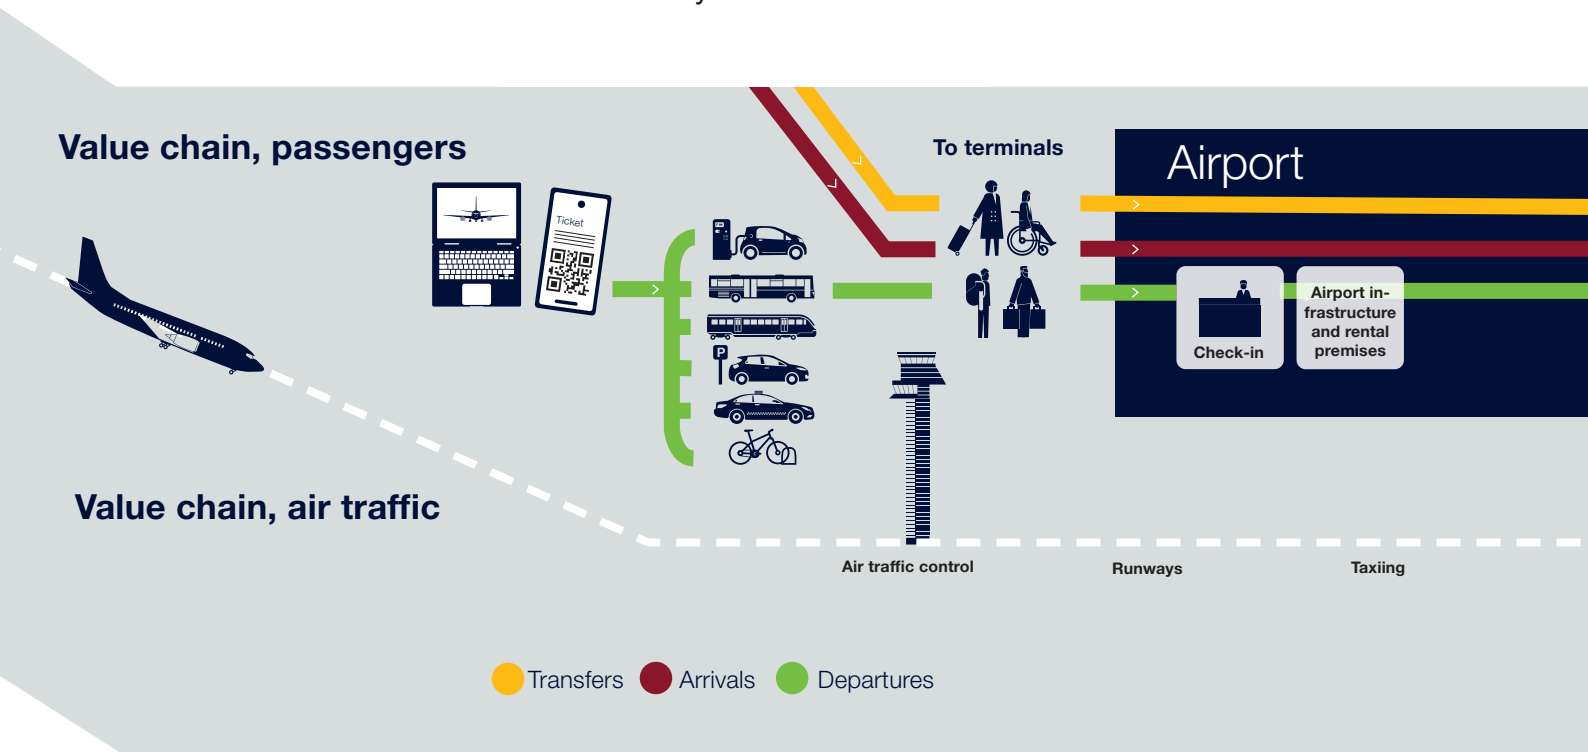 y
Value chain, passengers
To terminals
Airport
Ticket
P
Check-in
Airport in-
frastructure
and rental
premises
Value chain, air traffic
Air traffic control
Runways
Taxiing
Transfers
Arrivals
Departures